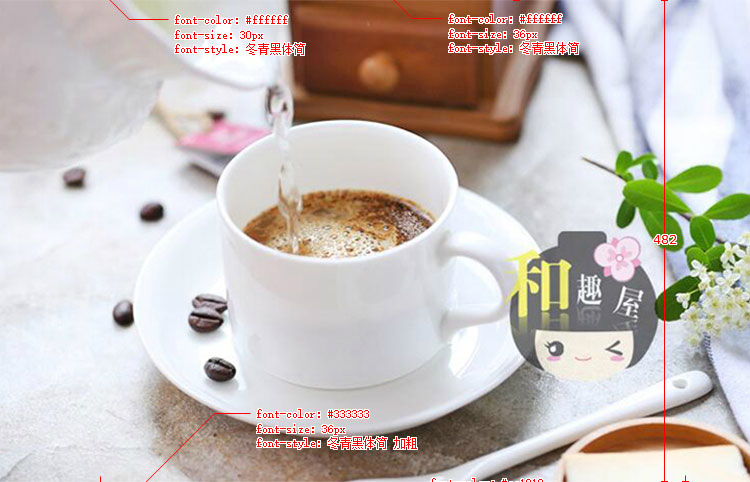 font-color: #ffffff
font-size: 30px
font-style: 冬青黑体简
font-color: #ffffff
font-size: 36px
font-style: 冬青黑体简
482
和趣屋
font-color: #333333
font-size: 36px
font-style: 冬青黑体简 加粗